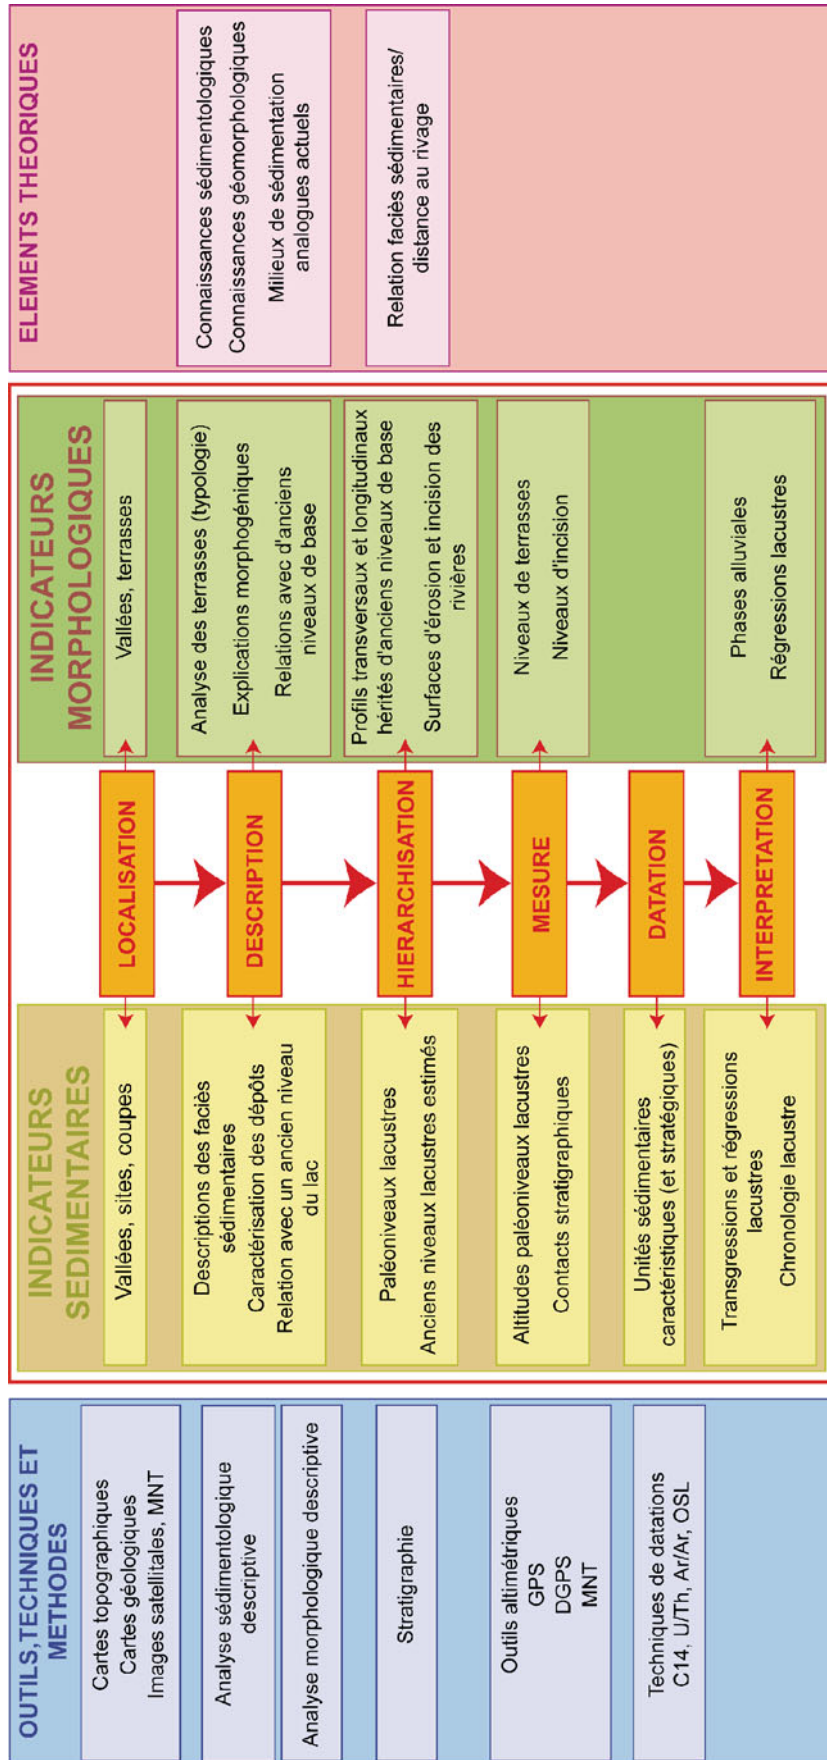 OUTILS, TECHNIQUES ET
METHODES
Cartes topographiques
Cartes géologiques
Images satellitales, MNT
Analyse sédimentologique
descriptive
Analyse morphologique descriptive
Stratigraphie
Outils altimétriques
GPS
DGPS
MNT
Techniques de datations
C14, U/Th, Ar/Ar, OSL
INDICATEURS
SEDIMENTAIRES
Vallées, sites, coupes
Descriptions des faciès
sédimentaires
Caractérisation des dépôts
Relation avec un ancien niveau
du lac
Paléoniveaux lacustres
Anciens niveaux lacustres estimés
Altitudes paléoniveaux lacustres
Contacts stratigraphiques
Unités sédimentaires
caractéristiques (et stratégiques)
Transgressions et régressions
lacustres
Chronologie lacustre
LOCALISATION
DESCRIPTION
HIERARCHISATION
MESURE
DATATION
INTERPRETATION
INDICATEURS
MORPHOLOGIQUES
Vallées, terrasses
Analyse des terrasses (typologie)
Explications morphogéniques
Relations avec d'anciens
niveaux de base
Profils transversaux et longitudinaux
hérités d'anciens niveaux de base
Surfaces d'érosion et incision des
rivières
Niveaux de terrasses
Niveaux d'incision
Phases alluviales
Régressions lacustres
ELEMENTS THEORIQUES
Connaissances sédimentologiques
Connaissances géomorphologiques
Milieux de sédimentation
analogues actuels
Relation faciès sédimentaires/
distance au rivage